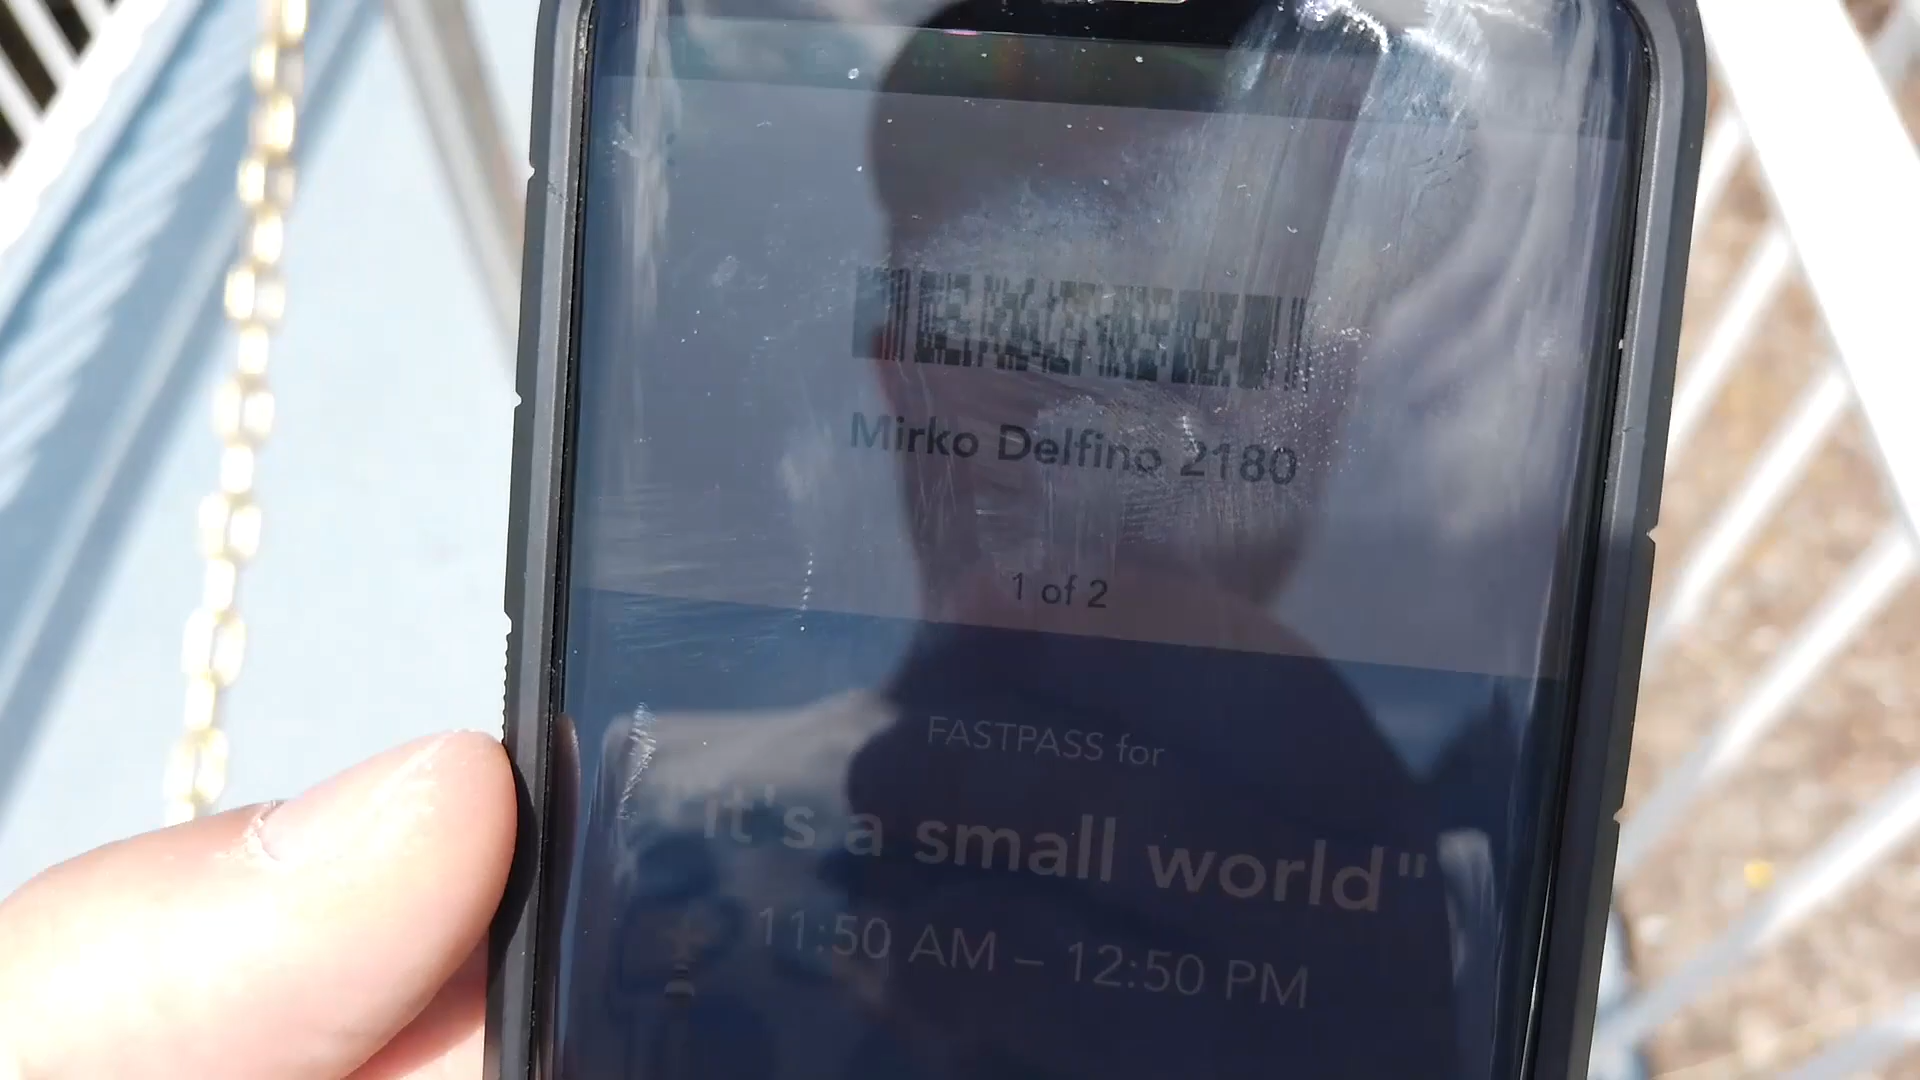 Mirko Delfino 2180
1 of 2
FASTPASS for
"it's a small world"
11:50 AM – 12:50 PM